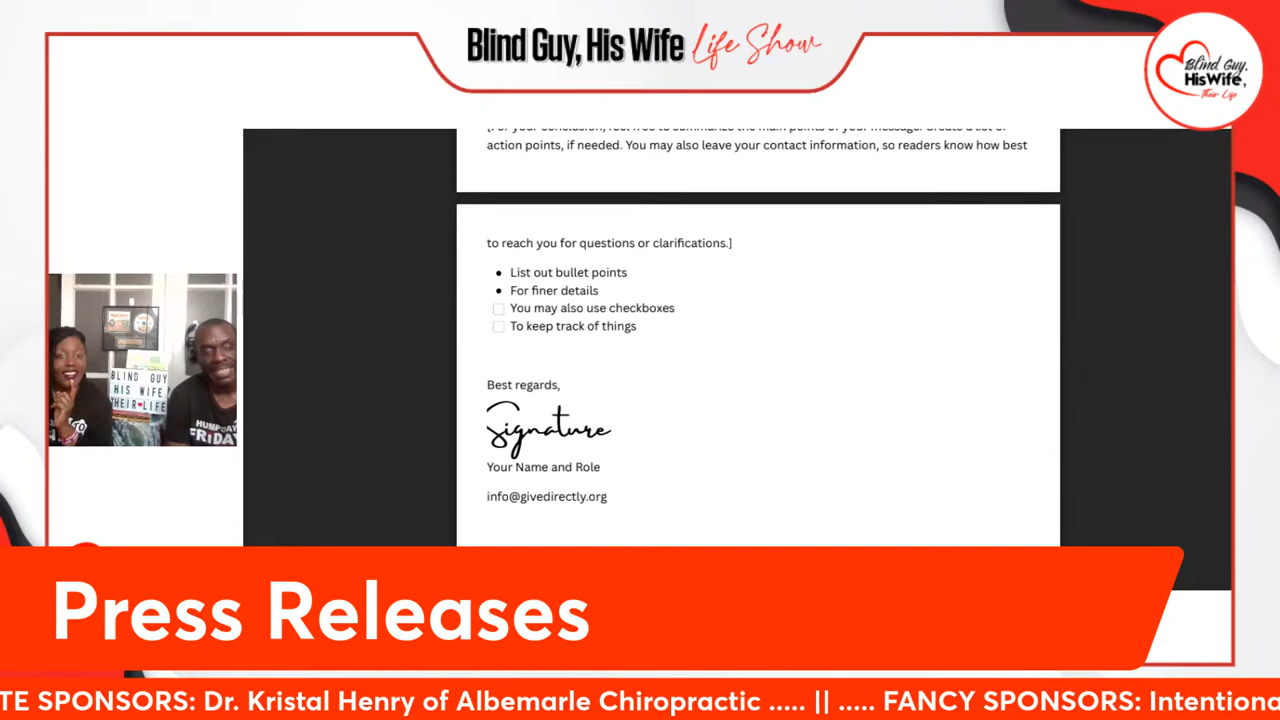 Blind Guy, His Wife Life Show
Blind Guy,
His Wife,
Their Life
action points, if needed. You may also leave your contact information, so readers know how best
to reach you for questions or clarifications.]
List out bullet points
For finer details
You may also use checkboxes
To keep track of things
Best regards,
Signature
Your Name and Role
info@givedirectly.org
BLIND GUY
HIS WIFE
THEIR♥LIFE
HUMPDAY
FRIDAY
Press Releases
TE SPONSORS: Dr. Kristal Henry of Albemarle Chiropractic ..... || ..... FANCY SPONSORS: Intentiona